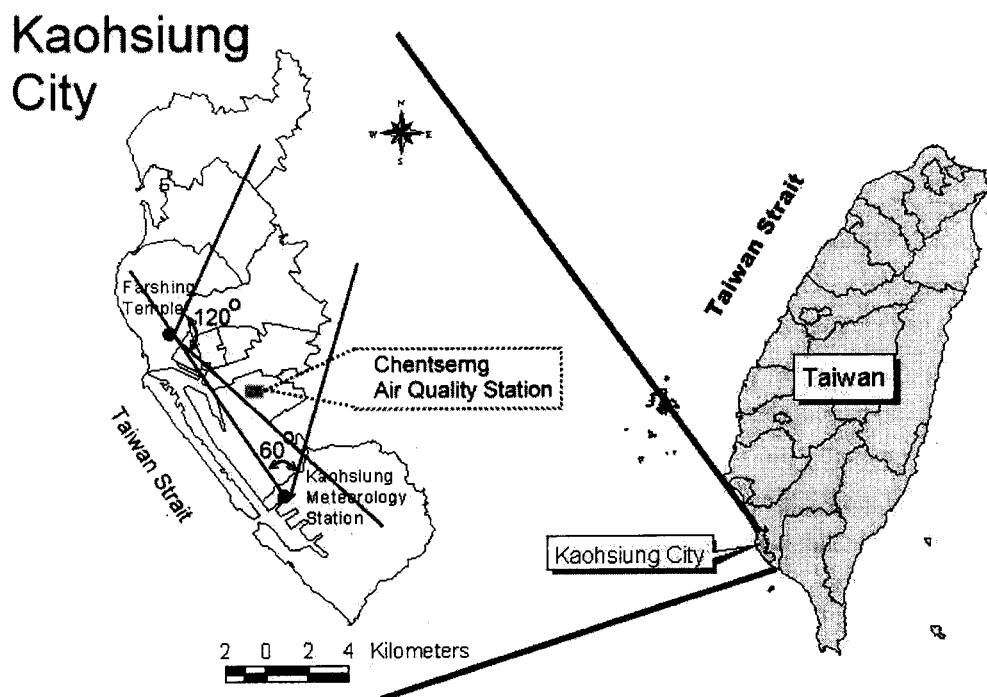 Kaohsiung
City
N
W E
S
Farshing
Temple
120°
Chentserng
Air Quality Station
60°
Kaohsiung
Meteorology
Station
Taiwan Strait
2 0 2 4 Kilometers
Taiwan Strait
Taiwan
Kaohsiung City